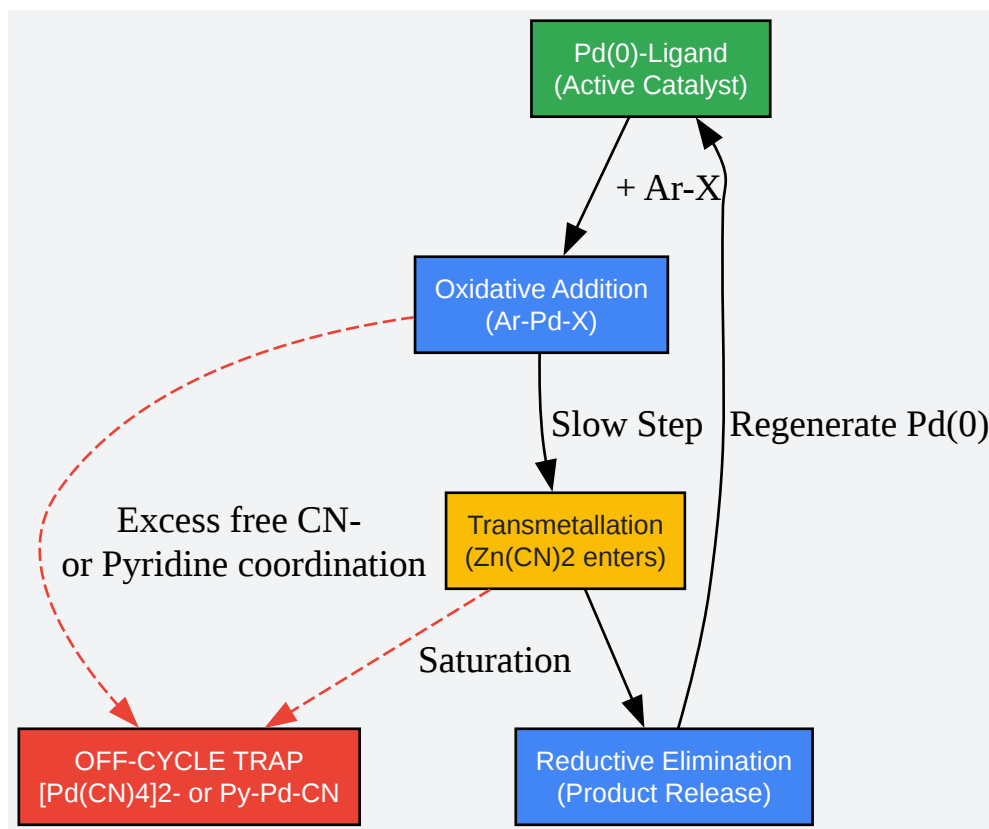 Pd(0)-Ligand
(Active Catalyst)
+ Ar-X
Oxidative Addition
(Ar-Pd-X)
Slow Step
Regenerate Pd(0)
Excess free CN-
or Pyridine coordination
Transmetallation
(Zn(CN)2 enters)
Saturation
OFF-CYCLE TRAP
[Pd(CN)4]2- or Py-Pd-CN
Reductive Elimination
(Product Release)